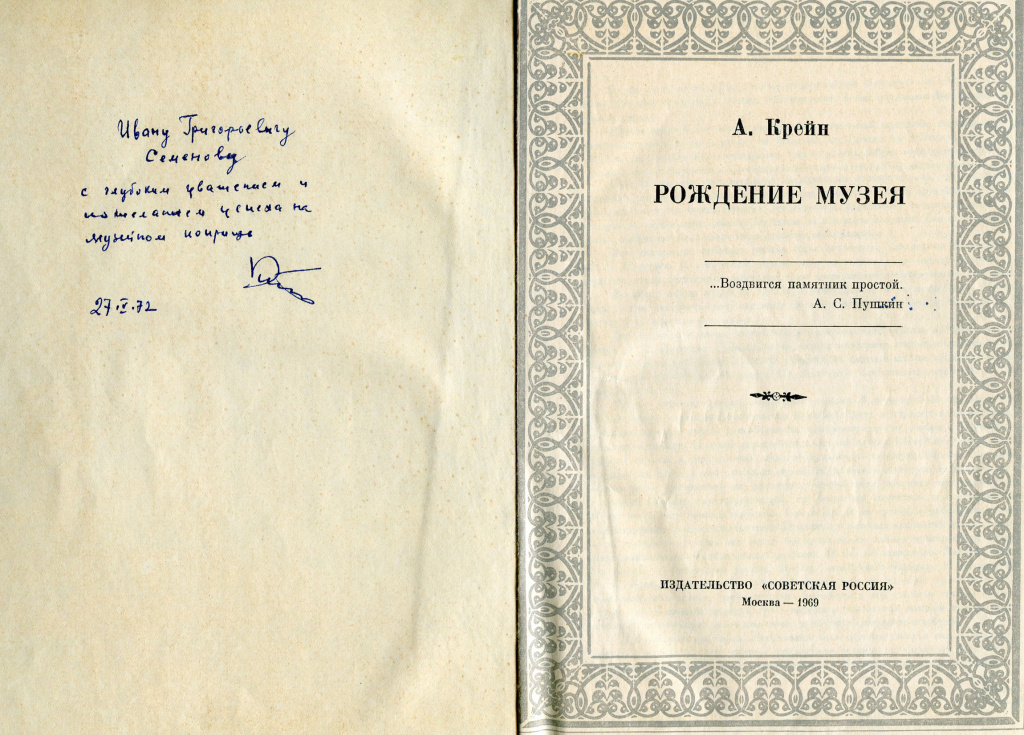 Ивану Григорьевичу
Семенову
с глубоким уважением и
пожеланием успеха на
музейном поприще
27.V.72
А. Крейн
РОЖДЕНИЕ МУЗЕЯ
...Воздвигся памятник простой.
А. С. Пушкин
ИЗДАТЕЛЬСТВО «СОВЕТСКАЯ РОССИЯ»
Москва — 1969